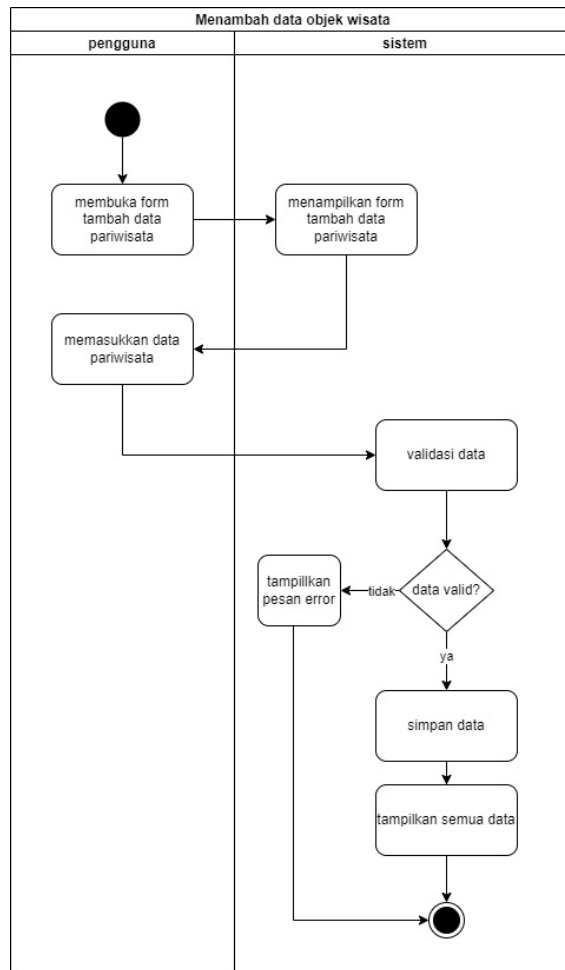 Menambah data objek wisata
pengguna
sistem
membuka form
tambah data
pariwisata
menampilkan form
tambah data
pariwisata
memasukkan data
pariwisata
validasi data
tampillkan
pesan error
tidak
data valid?
ya
simpan data
tampilkan semua data